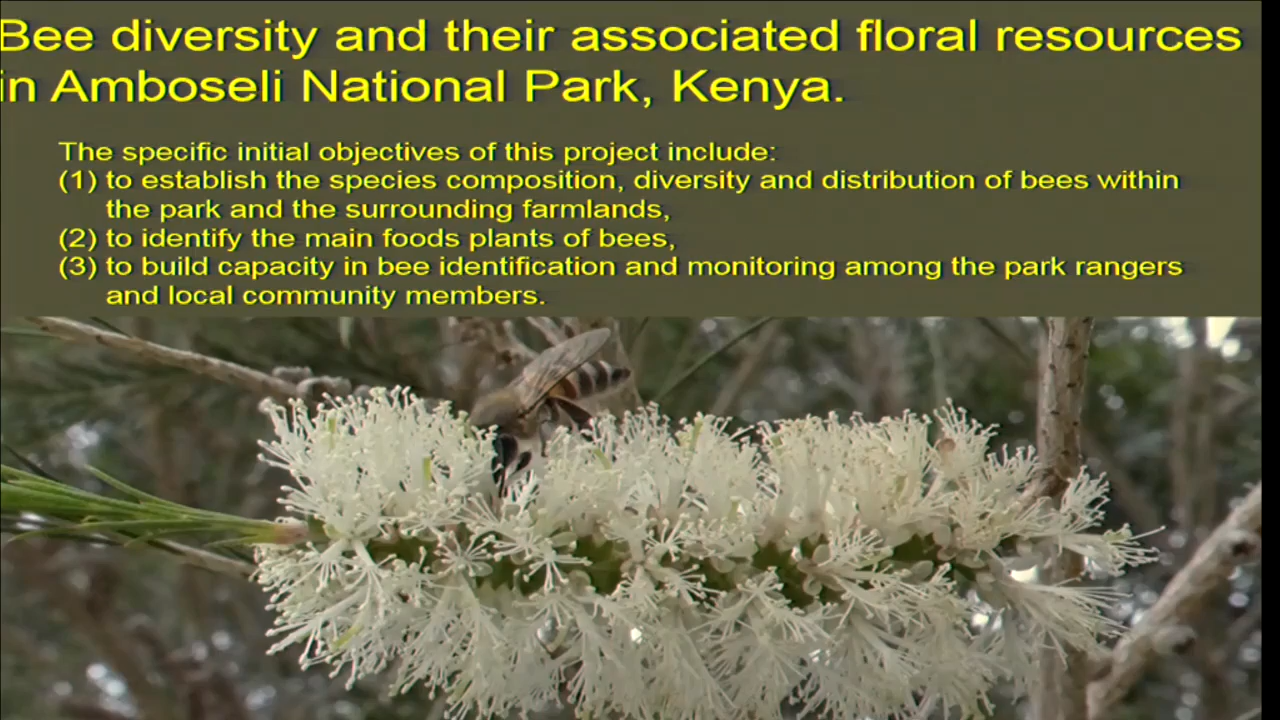 Bee diversity and their associated floral resources
in Amboseli National Park, Kenya.
The specific initial objectives of this project include:
(1) to establish the species composition, diversity and distribution of bees within
the park and the surrounding farmlands,
(2) to identify the main foods plants of bees,
(3) to build capacity in bee identification and monitoring among the park rangers
and local community members.